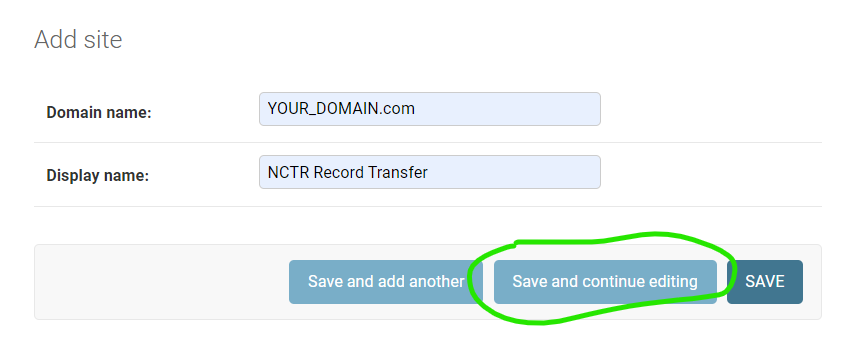 Add site
Domain name: YOUR_DOMAIN.com
Display name: NCTR Record Transfer
Save and add another Save and continue editing SAVE